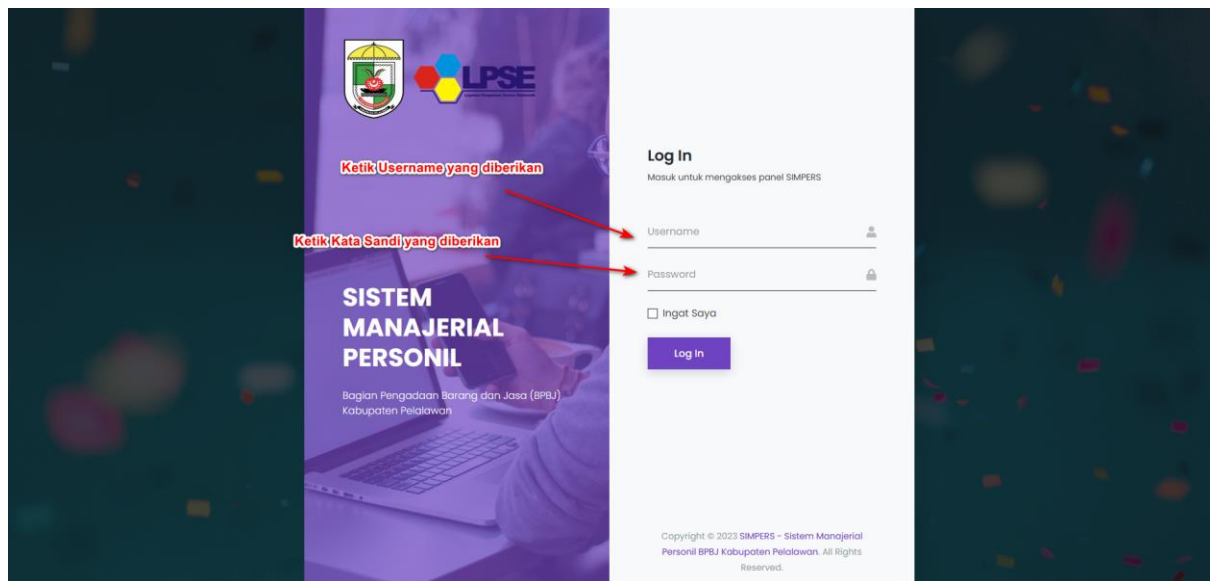 LPSE
Ketik Username yang diberikan
Ketik Kata Sandi yang diberikan
SISTEM
MANAJERIAL
PERSONIL
Bagian Pengadaan Barang dan Jasa (BPBJ)
Kabupaten Pelalawan
Log In
Masuk untuk mengakses panel SIMPERS
Username
Password
Ingat Saya
Log In
Copyright © 2023 SIMPERS - Sistem Manajerial
Personil BPBJ Kabupaten Pelalawan. All Rights
Reserved.